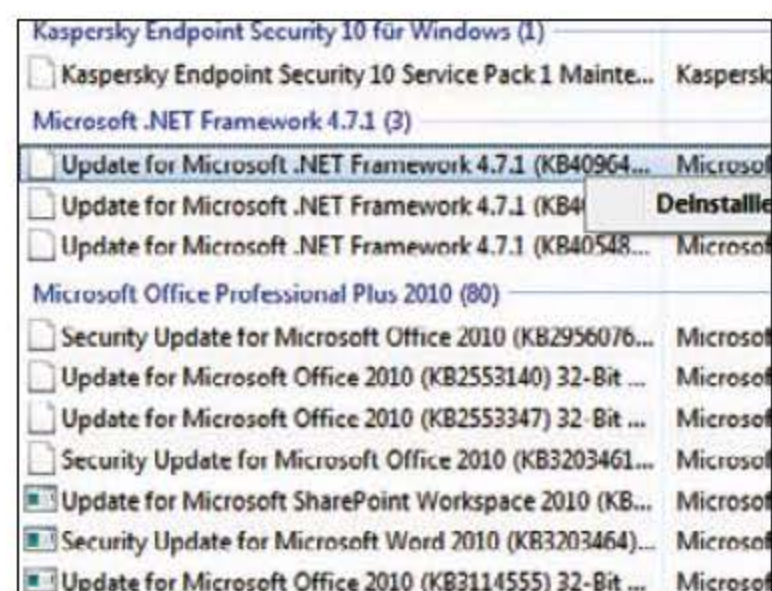 Kaspersky Endpoint Security 10 für Windows (1)
Kaspersky Endpoint Security 10 Service Pack 1 Mainte... Kaspersk
Microsoft .NET Framework 4.7.1 (3)
Update for Microsoft .NET Framework 4.7.1 (KB40964... Microsof
Update for Microsoft .NET Framework 4.7.1 (KB4 Deinstallie
Update for Microsoft .NET Framework 4.7.1 (KB40548... Microsof
Microsoft Office Professional Plus 2010 (80)
Security Update for Microsoft Office 2010 (KB2956076... Microsof
Update for Microsoft Office 2010 (KB2553140) 32-Bit ... Microsof
Update for Microsoft Office 2010 (KB2553347) 32-Bit ... Microsof
Security Update for Microsoft Office 2010 (KB3203461... Microsof
Update for Microsoft SharePoint Workspace 2010 (KB... Microsof
Security Update for Microsoft Word 2010 (KB3203464)... Microsof
Update for Microsoft Office 2010 (KB3114555) 32-Bit ... Microsof